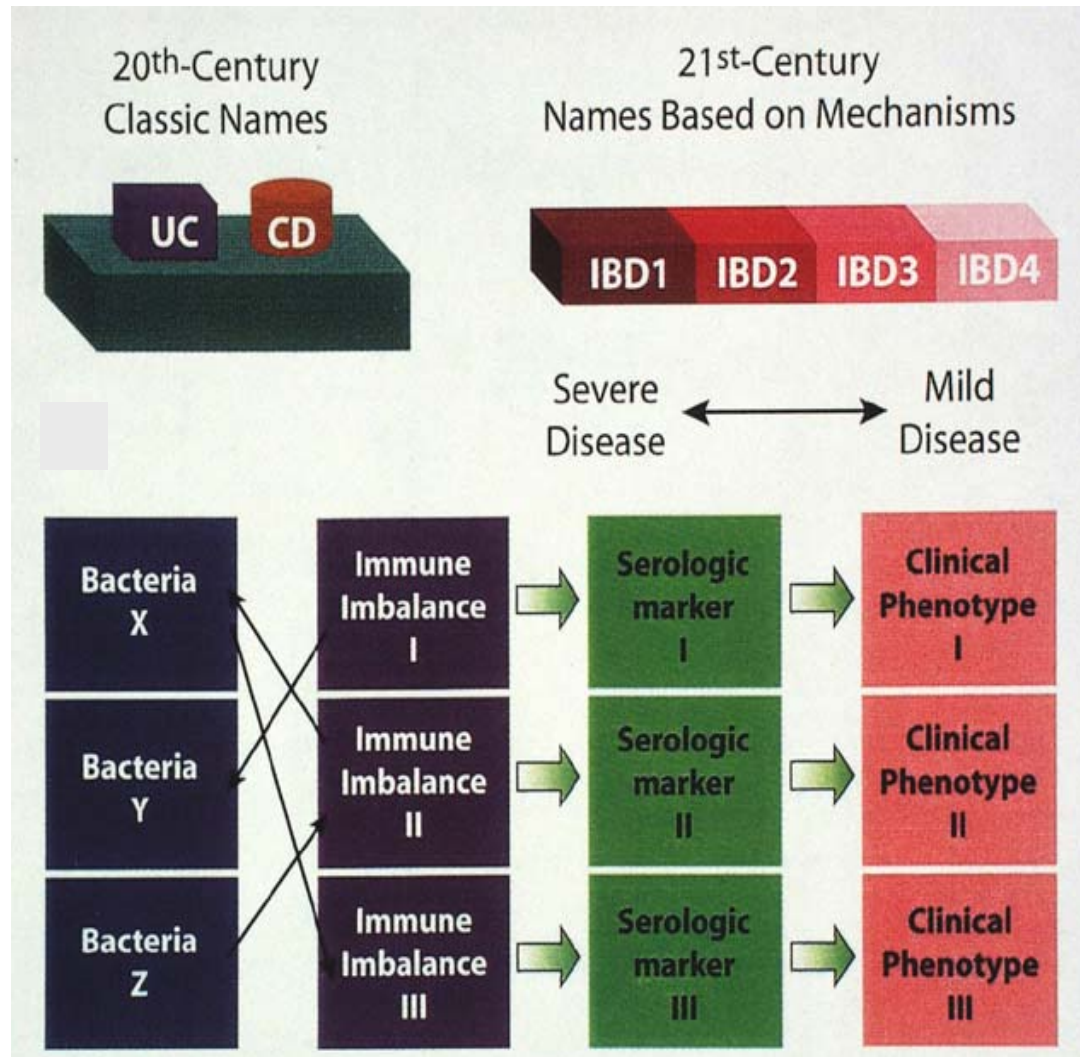 20th-Century
Classic Names
21st-Century
Names Based on Mechanisms
UC
CD
IBD1
IBD2
IBD3
IBD4
Severe
Disease
Mild
Disease
Bacteria
X
Immune
Imbalance
I
Serologic
marker
I
Clinical
Phenotype
I
Bacteria
Y
Immune
Imbalance
II
Serologic
marker
II
Clinical
Phenotype
II
Bacteria
Z
Immune
Imbalance
III
Serologic
marker
III
Clinical
Phenotype
III